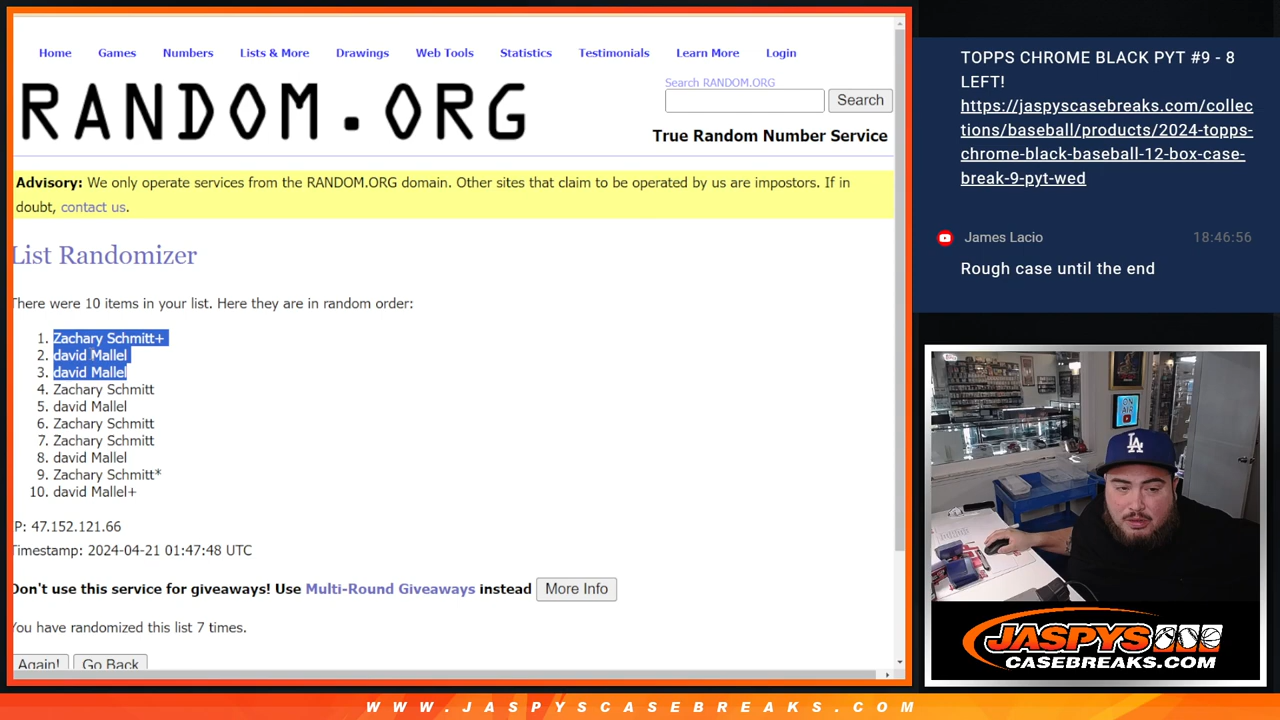 Home Games Numbers Lists & More Drawings Web Tools Statistics Testimonials Learn More Login
RANDOM.ORG
Search RANDOM.ORG
Search
True Random Number Service
Advisory: We only operate services from the RANDOM.ORG domain. Other sites that claim to be operated by us are impostors. If in
doubt, contact us.
List Randomizer
There were 10 items in your list. Here they are in random order:
1. Zachary Schmitt+
2. david Mallel
3. david Mallel
4. Zachary Schmitt
5. david Mallel
6. Zachary Schmitt
7. Zachary Schmitt
8. david Mallel
9. Zachary Schmitt*
10. david Mallel+
P: 47.152.121.66
Timestamp: 2024-04-21 01:47:48 UTC
Don't use this service for giveaways! Use Multi-Round Giveaways instead More Info
You have randomized this list 7 times.
Again! Go Back
TOPPS CHROME BLACK PYT #9 - 8
LEFT!
https://jaspyscasebreaks.com/collec
tions/baseball/products/2024-topps-
chrome-black-baseball-12-box-case-
break-9-pyt-wed
James Lacio 18:46:56
Rough case until the end
ON
AIR
LA
JASPYS
CASEBREAKS.COM
WWW.JASPYSCASEBREAKS.COM